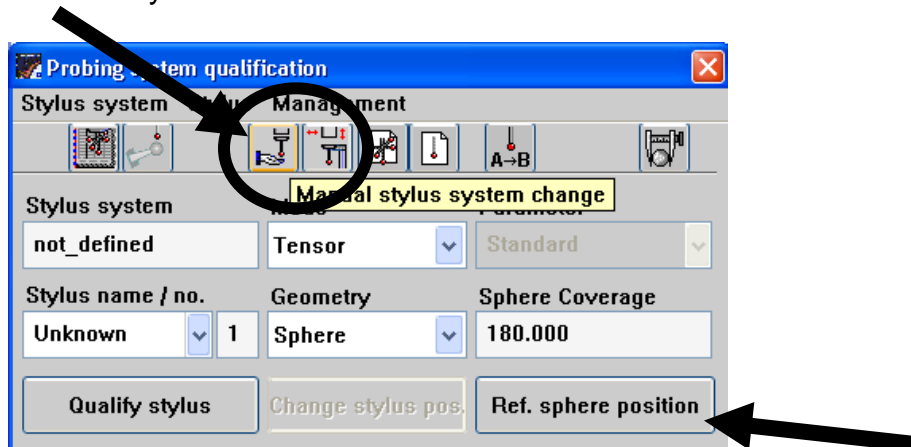 Probing system qualification
Stylus system Stylus Management
A→B
Manual stylus system change
Stylus system
not_defined
Tensor
Standard
Stylus name / no. Geometry Sphere Coverage
Unknown 1 Sphere 180.000
Qualify stylus Change stylus pos. Ref. sphere position